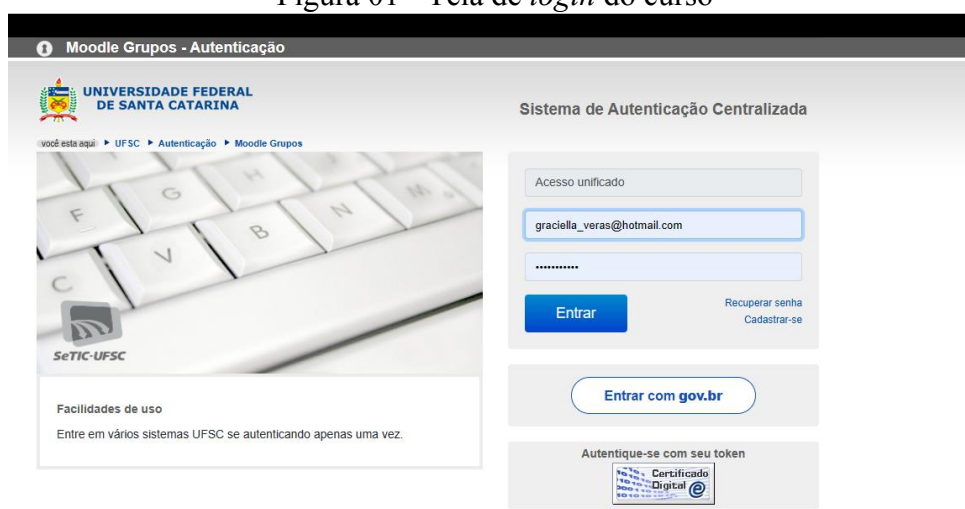 Figura 01 – Tela de login do curso
Moodle Grupos - Autenticação
UNIVERSIDADE FEDERAL
DE SANTA CATARINA
Sistema de Autenticação Centralizada
você esta aqui ▶ UFSC ▶ Autenticação ▶ Moodle Grupos
Acesso unificado
graciella_veras@hotmail.com
•••••••••••
Entrar
Recuperar senha
Cadastrar-se
F G H
C V B N M
SeTIC-UFSC
Entrar com gov.br
Facilidades de uso
Entre em vários sistemas UFSC se autenticando apenas uma vez.
Autentique-se com seu token
Certificado
Digital